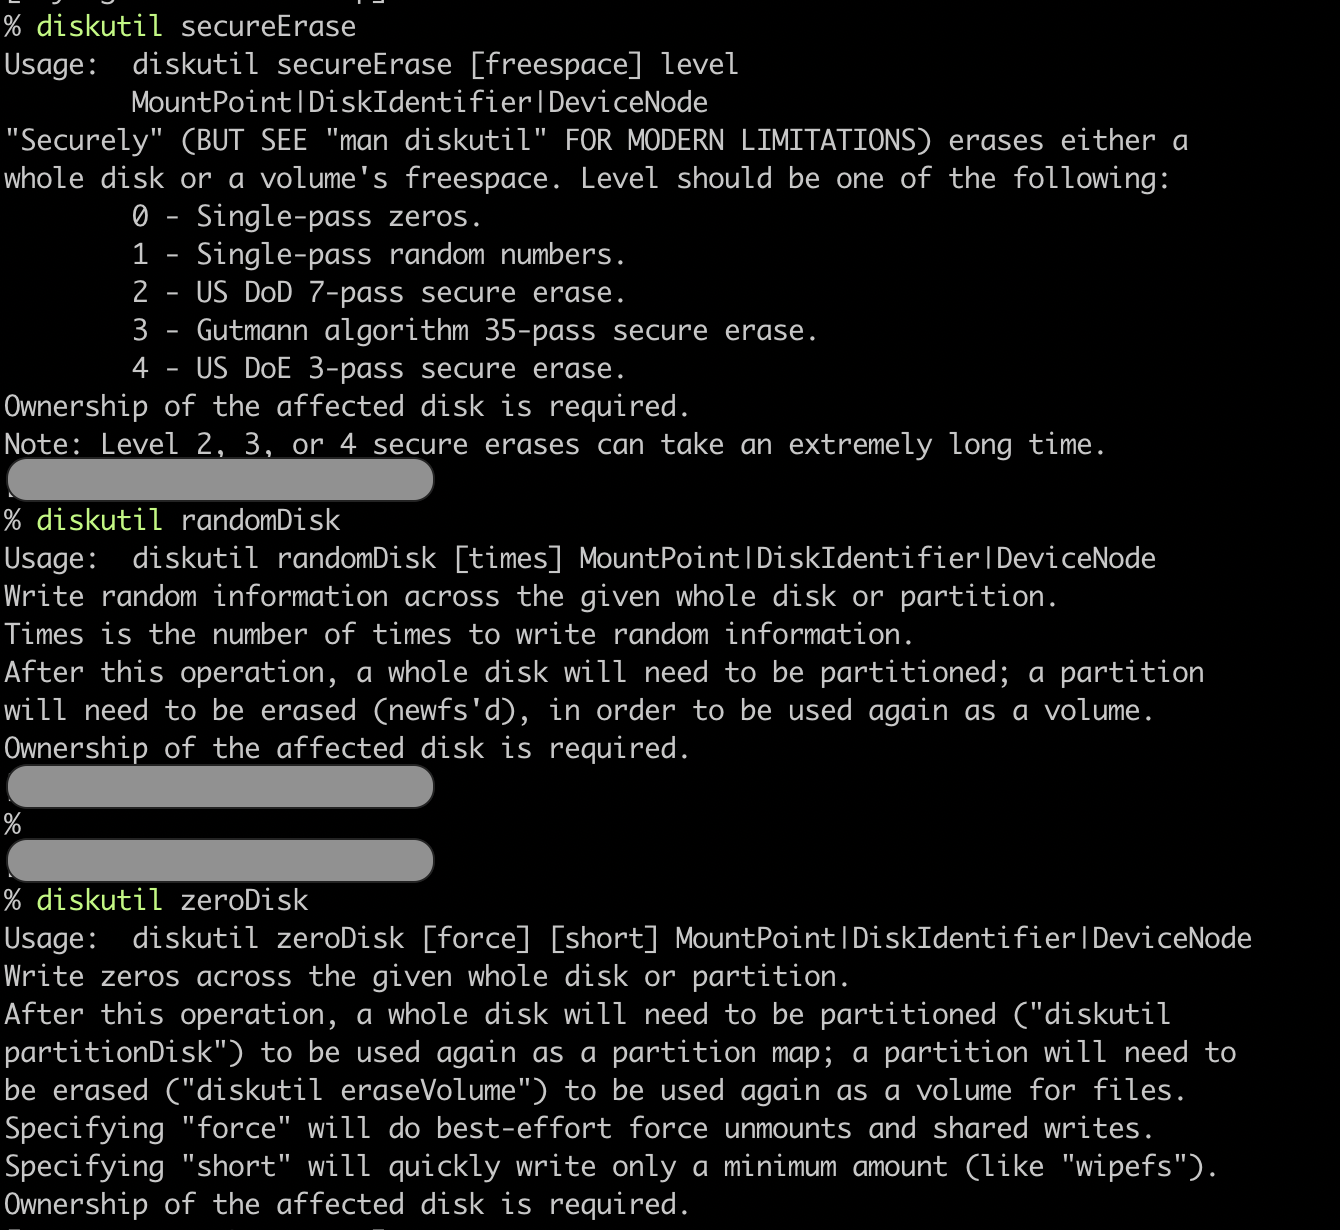 % diskutil secureErase
Usage:  diskutil secureErase [freespace] level
        MountPoint|DiskIdentifier|DeviceNode
"Securely" (BUT SEE "man diskutil" FOR MODERN LIMITATIONS) erases either a
whole disk or a volume's freespace. Level should be one of the following:
        0 - Single-pass zeros.
        1 - Single-pass random numbers.
        2 - US DoD 7-pass secure erase.
        3 - Gutmann algorithm 35-pass secure erase.
        4 - US DoE 3-pass secure erase.
Ownership of the affected disk is required.
Note: Level 2, 3, or 4 secure erases can take an extremely long time.
% diskutil randomDisk
Usage:  diskutil randomDisk [times] MountPoint|DiskIdentifier|DeviceNode
Write random information across the given whole disk or partition.
Times is the number of times to write random information.
After this operation, a whole disk will need to be partitioned; a partition
will need to be erased (newfs'd), in order to be used again as a volume.
Ownership of the affected disk is required.
%
% diskutil zeroDisk
Usage:  diskutil zeroDisk [force] [short] MountPoint|DiskIdentifier|DeviceNode
Write zeros across the given whole disk or partition.
After this operation, a whole disk will need to be partitioned ("diskutil
partitionDisk") to be used again as a partition map; a partition will need to
be erased ("diskutil eraseVolume") to be used again as a volume for files.
Specifying "force" will do best-effort force unmounts and shared writes.
Specifying "short" will quickly write only a minimum amount (like "wipefs").
Ownership of the affected disk is required.